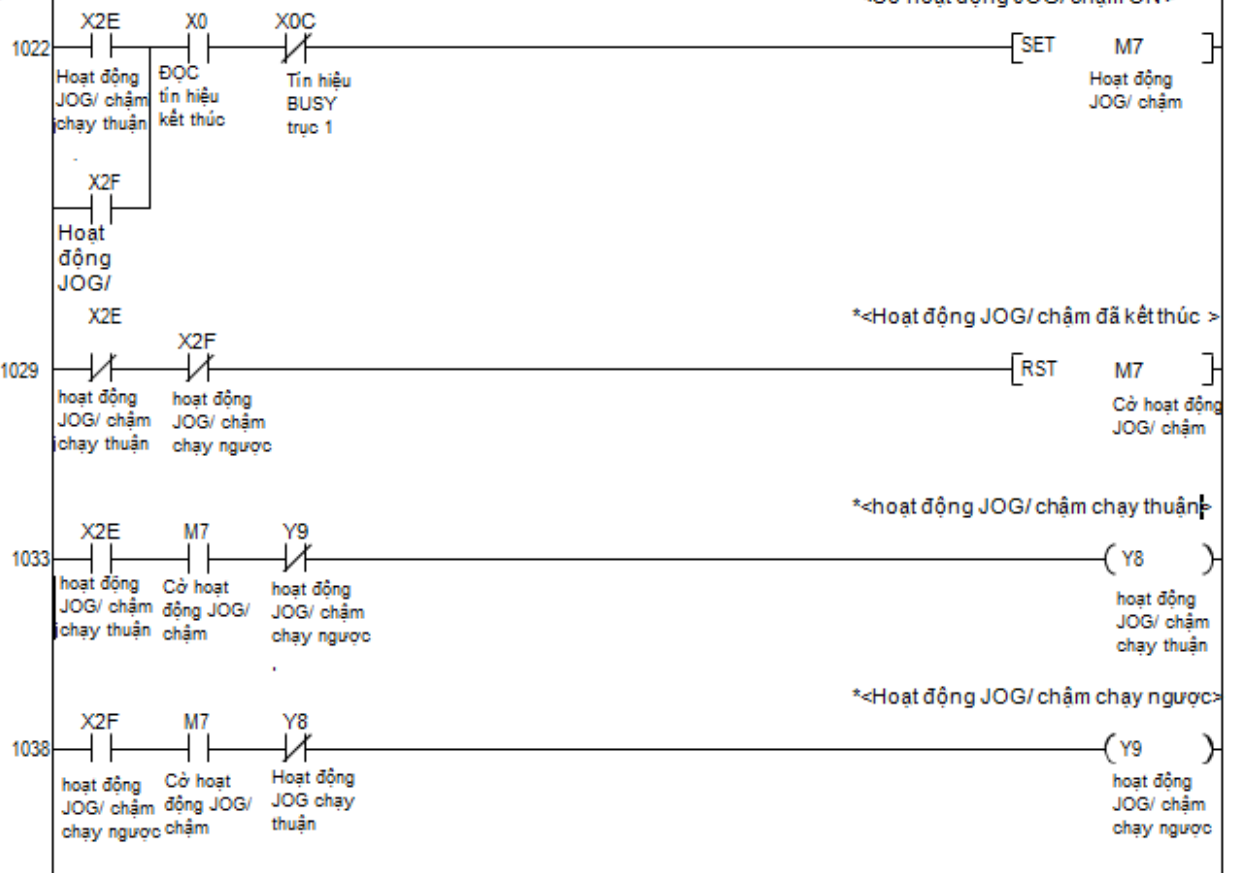 hoạt động JOG/ chậm ON>
X2E X0 X0C
1022 SET M7
Hoạt động JOG/ chậm chạy thuận
ĐỌC tín hiệu kết thúc
Tín hiệu BUSY trục 1
Hoạt động JOG/ chậm
X2F
Hoạt động JOG/
X2E
*<Hoạt động JOG/ chậm đã kết thúc >
X2F
1029 RST M7
hoạt động JOG/ chậm chạy thuận
hoạt động JOG/ chậm chạy ngược
Cờ hoạt động JOG/ chậm
*<hoạt động JOG/ chậm chạy thuận>
X2E M7 Y9
1033 Y8
hoạt động JOG/ chậm chạy thuận
Cờ hoạt động JOG/ chậm
hoạt động JOG/ chậm chạy ngược
hoạt động JOG/ chậm chạy thuận
*<Hoạt động JOG/ chậm chạy ngược>
X2F M7 Y8
1038 Y9
hoạt động JOG/ chậm chạy ngược
Cờ hoạt động JOG/ chậm
Hoạt động JOG chạy thuận
hoạt động JOG/ chậm chạy ngược